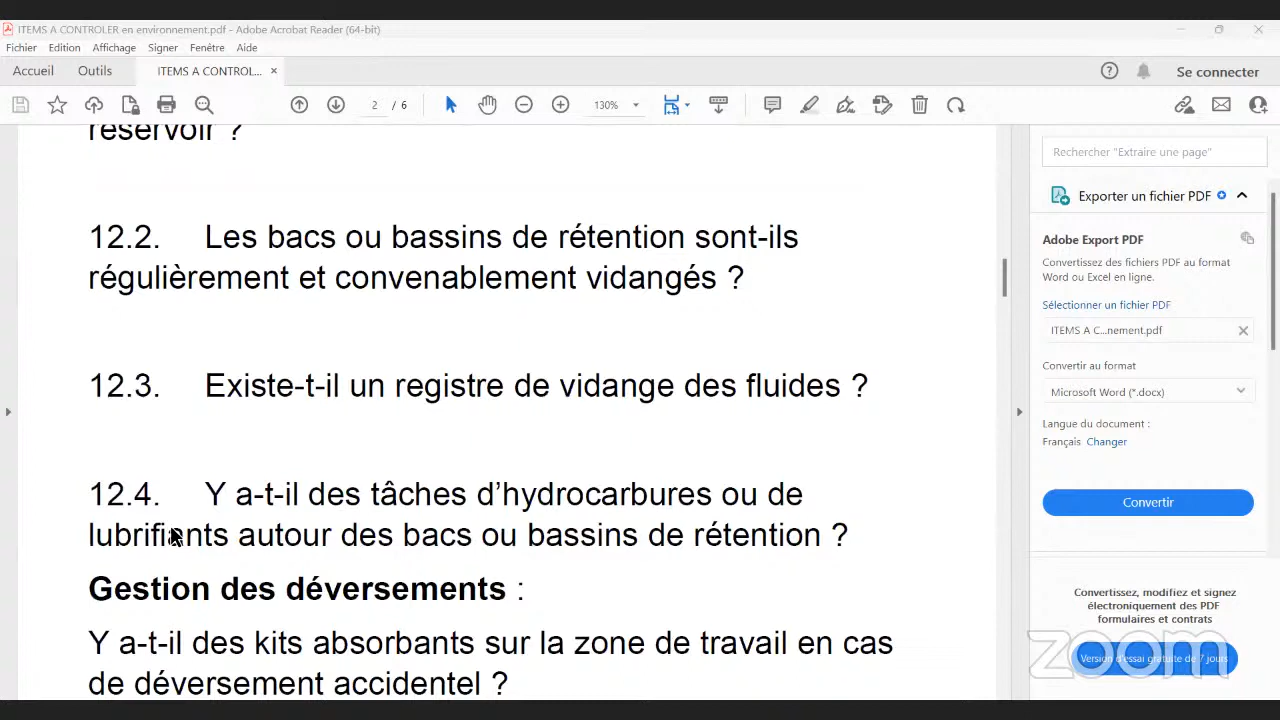 ITEMS A CONTROLER en environnement.pdf - Adobe Acrobat Reader (64-bit)
Fichier Edition Affichage Signer Fenêtre Aide
Accueil Outils ITEMS A CONTROL... × Se connecter
2 / 6 130%
réservoir ?
12.2. Les bacs ou bassins de rétention sont-ils
régulièrement et convenablement vidangés ?
12.3. Existe-t-il un registre de vidange des fluides ?
12.4. Y a-t-il des tâches d’hydrocarbures ou de
lubrifiants autour des bacs ou bassins de rétention ?
Gestion des déversements :
Y a-t-il des kits absorbants sur la zone de travail en cas
de déversement accidentel ?
Rechercher "Extraire une page"
Exporter un fichier PDF
Adobe Export PDF
Convertissez des fichiers PDF au format
Word ou Excel en ligne.
Sélectionner un fichier PDF
ITEMS A C...nement.pdf
Convertir au format
Microsoft Word (*.docx)
Langue du document :
Français Changer
Convertir
Convertissez, modifiez et signez
électroniquement des PDF
formulaires et contrats
Version d'essai gratuite de 7 jours
zoom